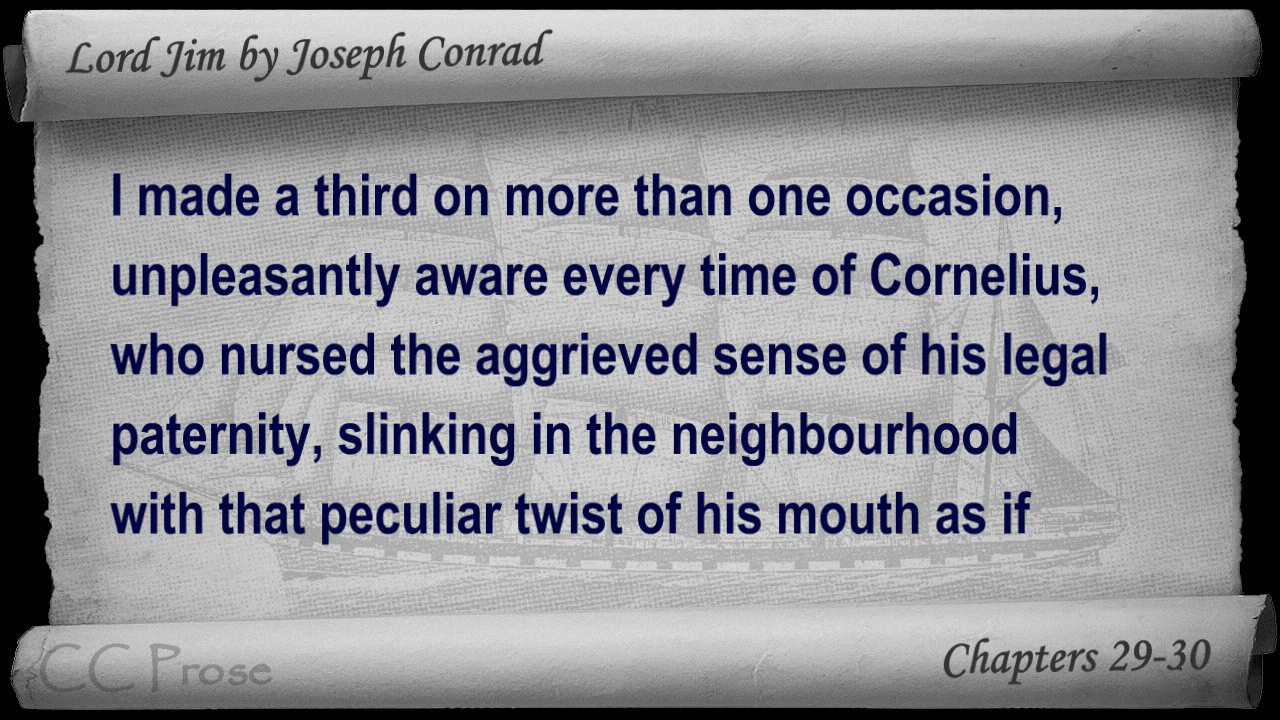 Lord Jim by Joseph Conrad
I made a third on more than one occasion,
unpleasantly aware every time of Cornelius,
who nursed the aggrieved sense of his legal
paternity, slinking in the neighbourhood
with that peculiar twist of his mouth as if
CC Prose
Chapters 29-30